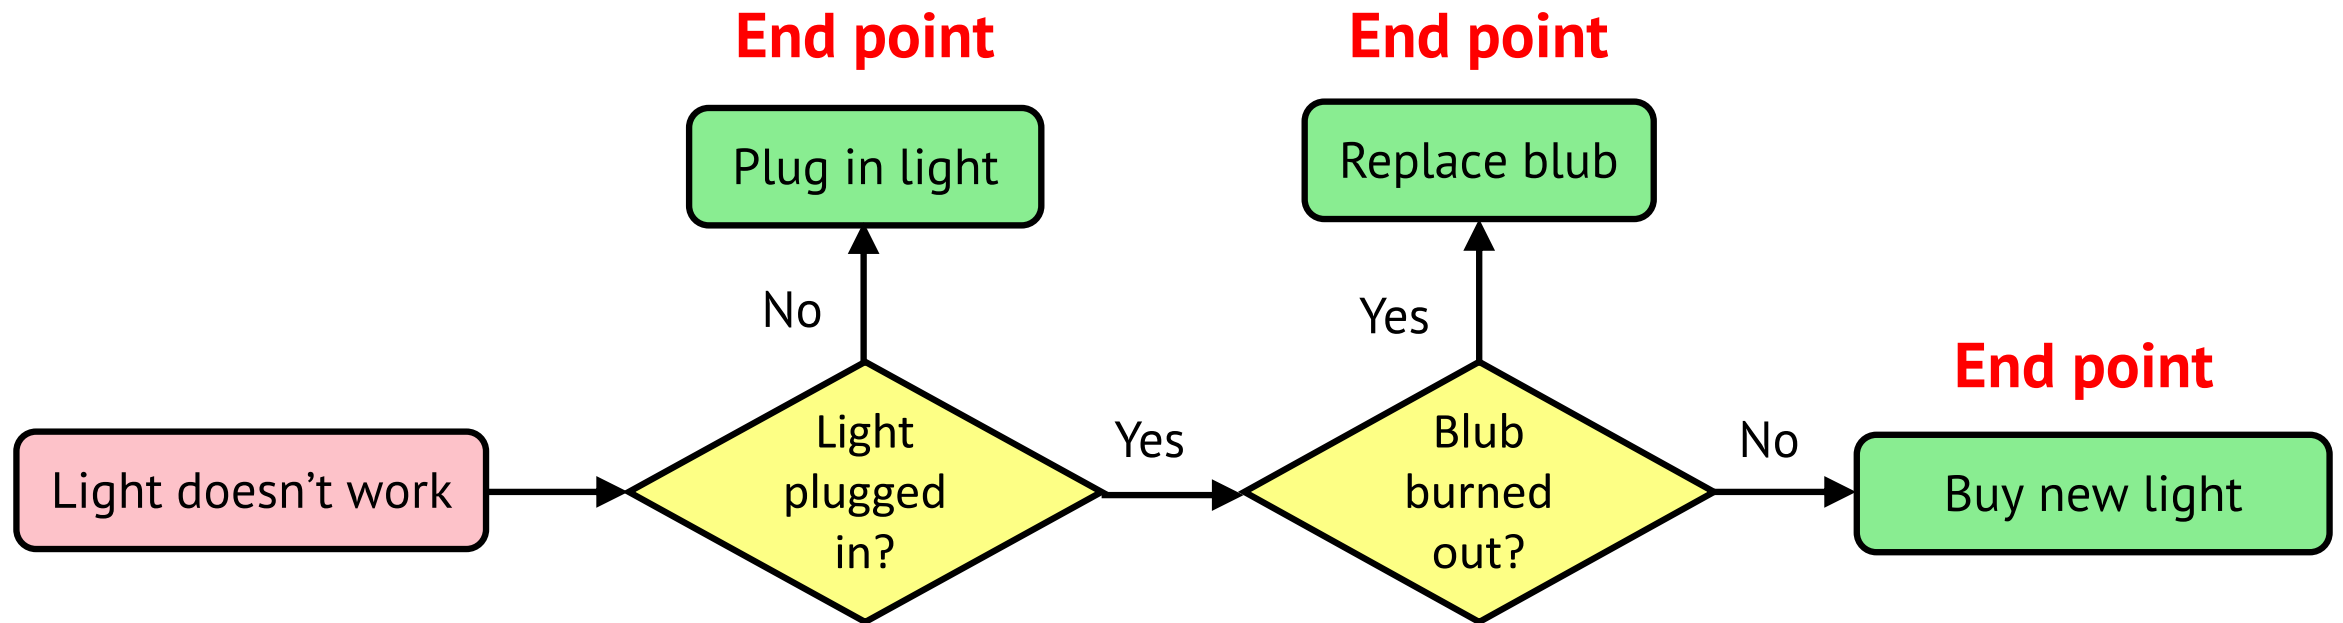 End point
End point
Plug in light
Replace blub
No
Yes
End point
Light doesn’t work
Light
plugged
in?
Yes
Blub
burned
out?
No
Buy new light